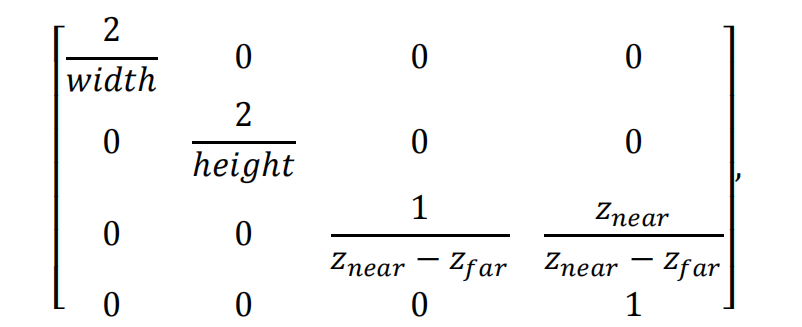 2/width 0 0 0
0 2/height 0 0
0 0 1/(z_near − z_far) z_near/(z_near − z_far)
0 0 0 1 ,